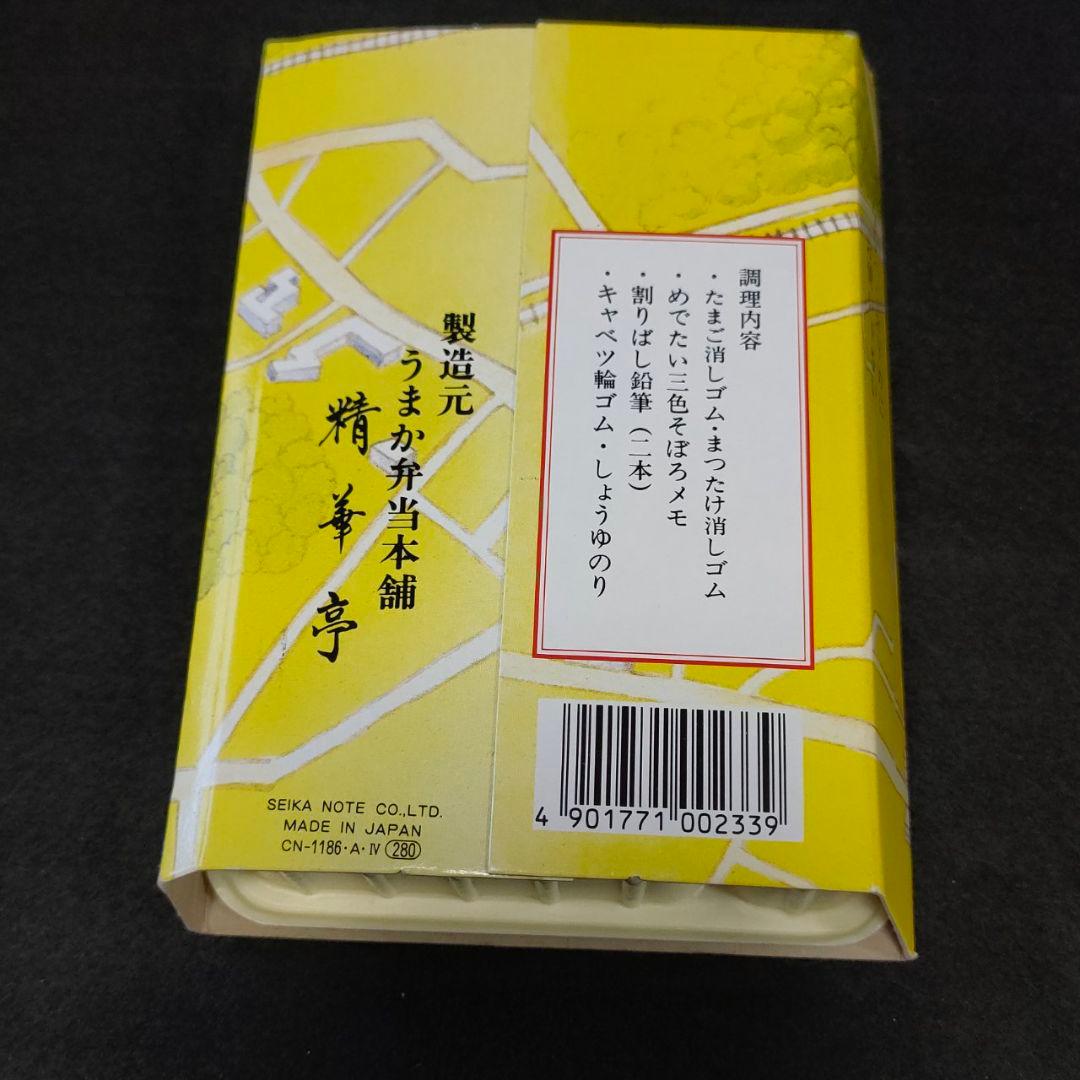 調理内容
・たまご消しゴム・まつたけ消しゴム
・めでたい三色そぼろメモ
・割りばし鉛筆（二本）
・キャベツ輪ゴム・しょうゆのり
製造元
うまか弁当本舗
精華亭
4 901771 002339
SEIKA NOTE CO.,LTD.
MADE IN JAPAN
CN-1186・A・Ⅳ 280